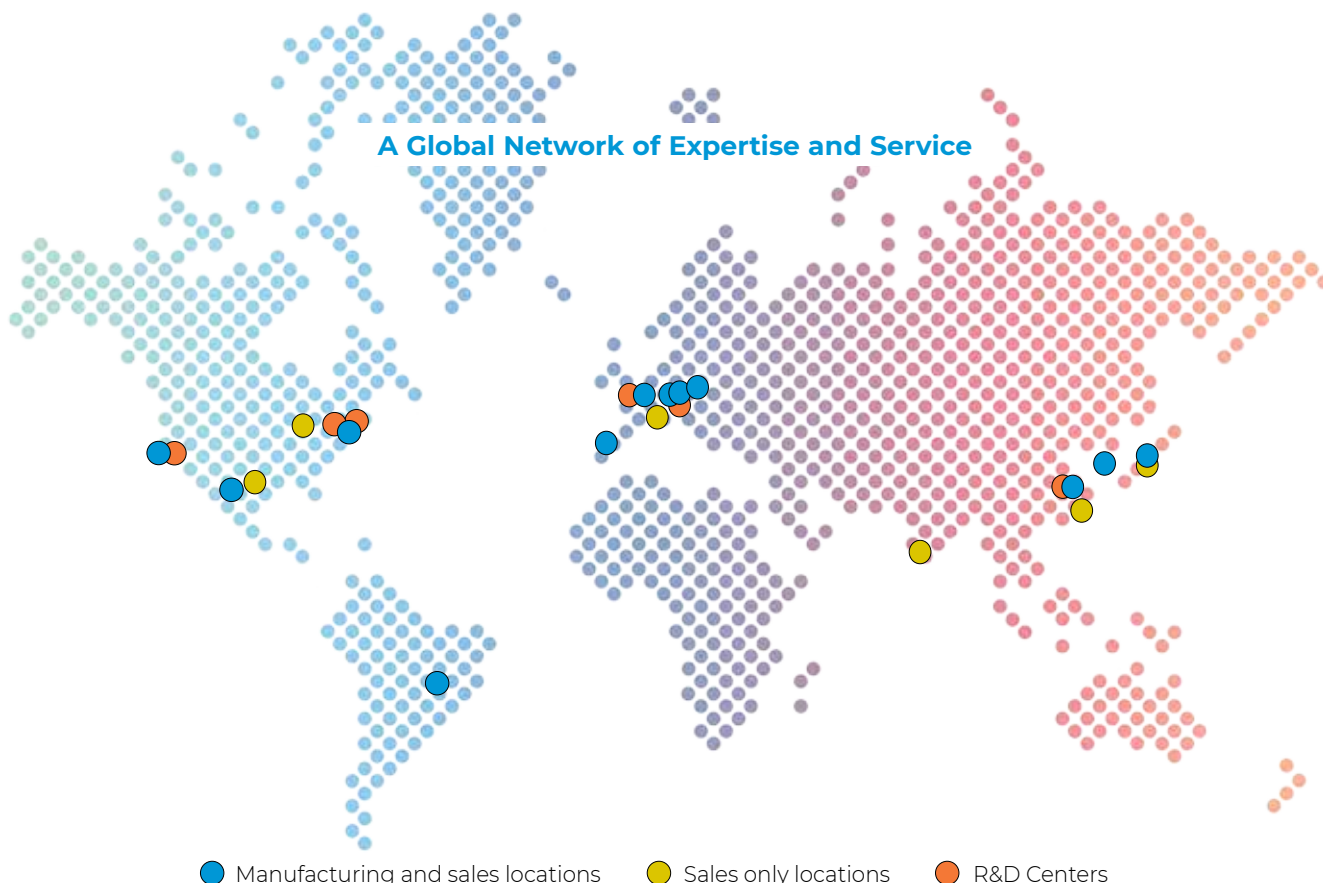 A Global Network of Expertise and Service
Manufacturing and sales locations
Sales only locations
R&D Centers